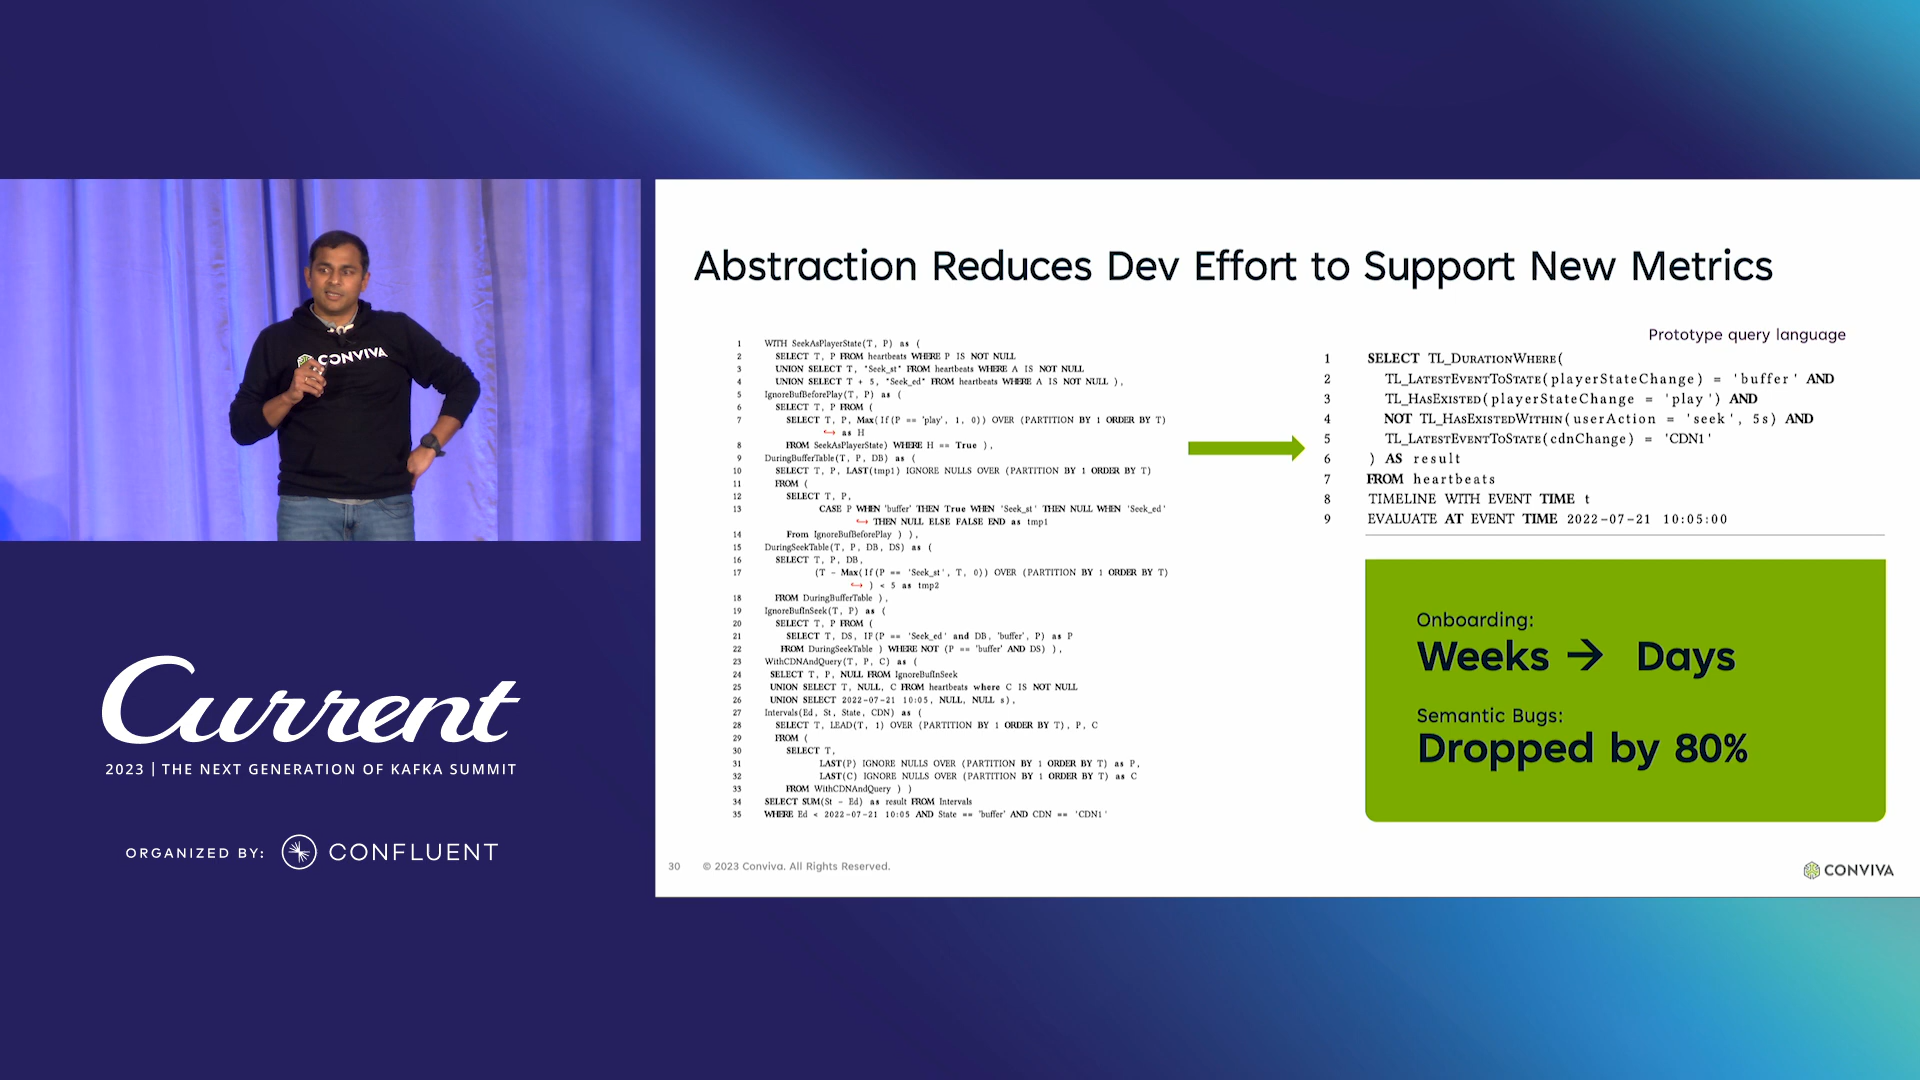 CONVIVA
Current
2023 | THE NEXT GENERATION OF KAFKA SUMMIT
ORGANIZED BY: CONFLUENT
Abstraction Reduces Dev Effort to Support New Metrics
1 WITH SeekAsPlayerState(T, P) as (
2 SELECT T, P FROM heartbeats WHERE P IS NOT NULL
3 UNION SELECT T, "Seek_st" FROM heartbeats WHERE A IS NOT NULL
4 UNION SELECT T + 5, "Seek_ed" FROM heartbeats WHERE A IS NOT NULL ),
5 IgnoreBufBeforePlay(T, P) as (
6 SELECT T, P FROM (
7 SELECT T, P, Max(If(P == 'play', 1, 0)) OVER (PARTITION BY 1 ORDER BY T)
↪ as H
8 FROM SeekAsPlayerState) WHERE H == True ),
9 DuringBufferTable(T, P, DB) as (
10 SELECT T, P, LAST(tmp1) IGNORE NULLS OVER (PARTITION BY 1 ORDER BY T)
11 FROM (
12 SELECT T, P,
13 CASE P WHEN 'buffer' THEN True WHEN 'Seek_st' THEN NULL WHEN 'Seek_ed'
↪ THEN NULL ELSE FALSE END as tmp1
14 From IgnoreBufBeforePlay ) ),
15 DuringSeekTable(T, P, DB, DS) as (
16 SELECT T, P, DB,
17 (T - Max(If(P == 'Seek_st', T, 0)) OVER (PARTITION BY 1 ORDER BY T)
↪ ) < 5 as tmp2
18 FROM DuringBufferTable ),
19 IgnoreBufInSeek(T, P) as (
20 SELECT T, P FROM (
21 SELECT T, DS, IF(P == 'Seek_ed' and DB, 'buffer', P) as P
22 FROM DuringSeekTable ) WHERE NOT (P == 'buffer' AND DS) ),
23 WithCDNAndQuery(T, P, C) as (
24 SELECT T, P, NULL FROM IgnoreBufInSeek
25 UNION SELECT T, NULL, C FROM heartbeats where C IS NOT NULL
26 UNION SELECT 2022-07-21 10:05, NULL, NULL s),
27 Intervals(Ed, St, State, CDN) as (
28 SELECT T, LEAD(T, 1) OVER (PARTITION BY 1 ORDER BY T), P, C
29 FROM (
30 SELECT T,
31 LAST(P) IGNORE NULLS OVER (PARTITION BY 1 ORDER BY T) as P,
32 LAST(C) IGNORE NULLS OVER (PARTITION BY 1 ORDER BY T) as C
33 FROM WithCDNAndQuery ) )
34 SELECT SUM(St - Ed) as result FROM Intervals
35 WHERE Ed < 2022-07-21 10:05 AND State == 'buffer' AND CDN == 'CDN1'
Prototype query language
1 SELECT TL_DURATIONWHERE(
2 TL_LATESTEVENTTOSTATE(playerStateChange) = 'buffer' AND
3 TL_HASEXISTED(playerStateChange = 'play') AND
4 NOT TL_HASEXISTEDWITHIN(userAction = 'seek', 5s) AND
5 TL_LATESTEVENTTOSTATE(cdnChange) = 'CDN1'
6 ) AS result
7 FROM heartbeats
8 TIMELINE WITH EVENT TIME t
9 EVALUATE AT EVENT TIME 2022-07-21 10:05:00
Onboarding:
Weeks → Days
Semantic Bugs:
Dropped by 80%
30 © 2023 Conviva. All Rights Reserved.
CONVIVA